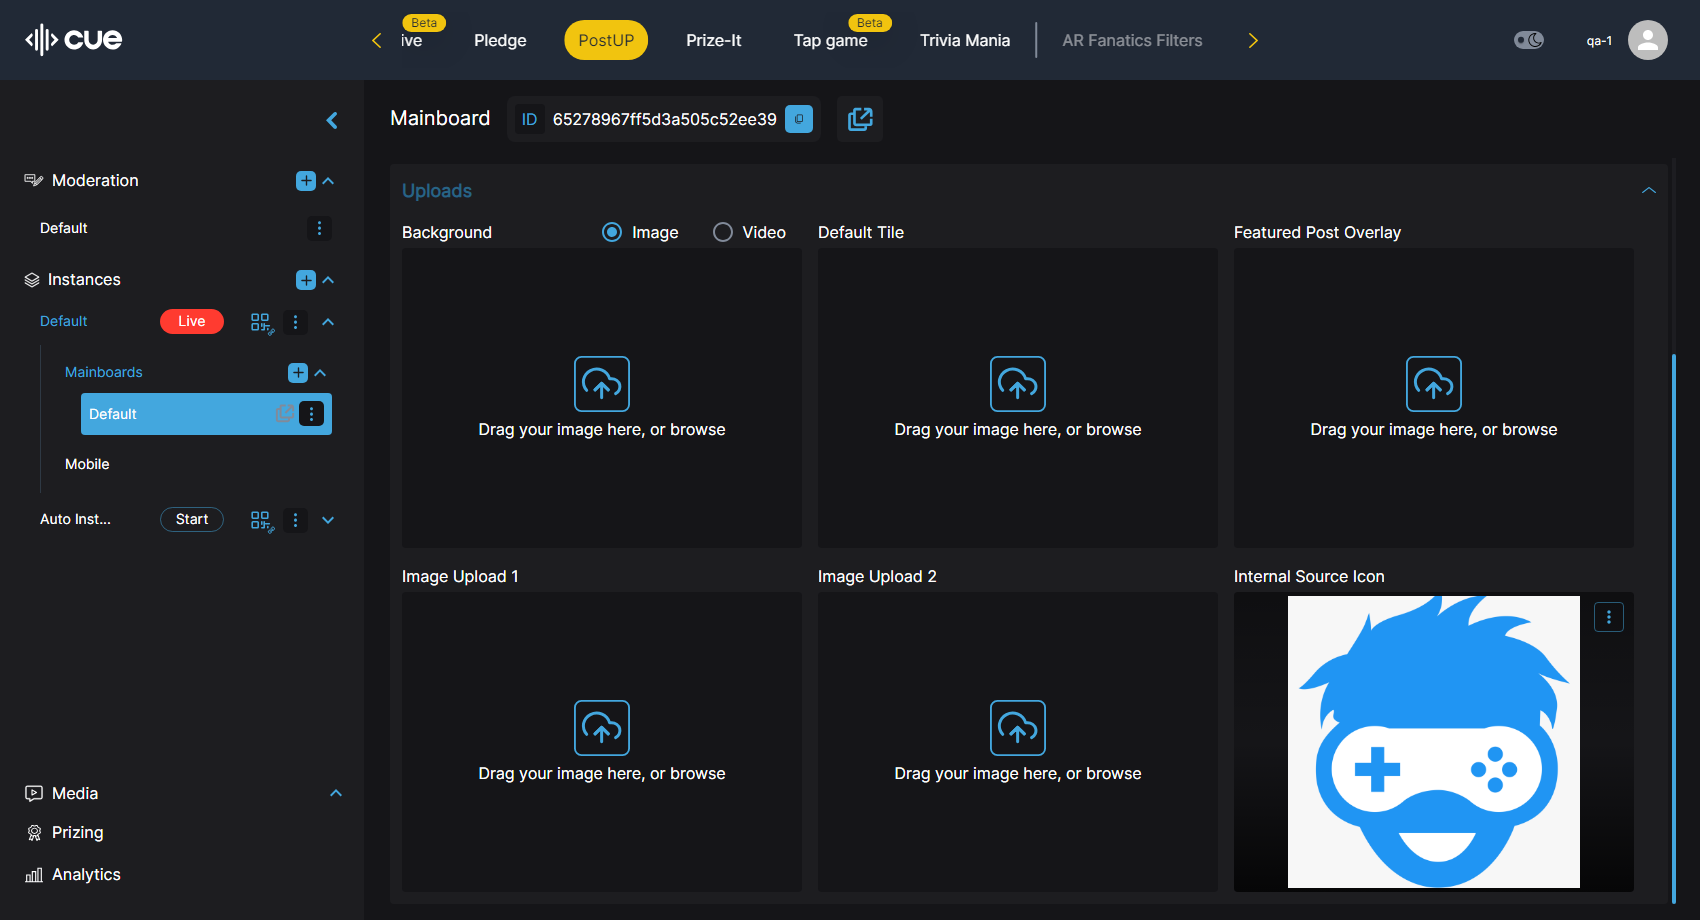 cue
ive
Beta
Pledge
PostUP
Prize-It
Tap game
Beta
Trivia Mania
AR Fanatics Filters
qa-1
Moderation
Default
Instances
Default
Live
Mainboards
Default
Mobile
Auto Inst...
Start
Media
Prizing
Analytics
Mainboard
ID 65278967ff5d3a505c52ee39
Uploads
Background
Image
Video
Drag your image here, or browse
Default Tile
Drag your image here, or browse
Featured Post Overlay
Drag your image here, or browse
Image Upload 1
Drag your image here, or browse
Image Upload 2
Drag your image here, or browse
Internal Source Icon